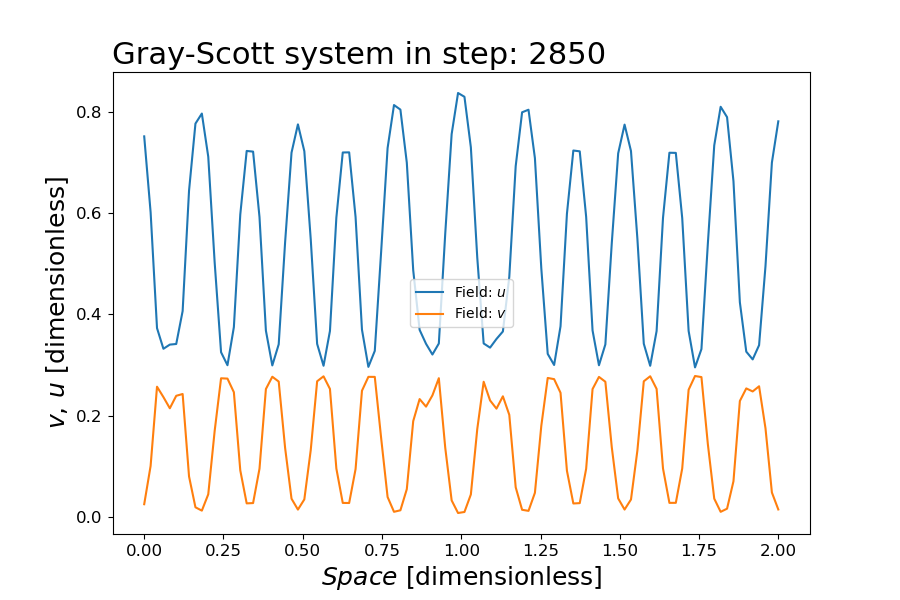 Gray-Scott system in step: 2850
v, u [dimensionless]
0.8
0.6
0.4
0.2
0.0
Field: u
Field: v
0.00 0.25 0.50 0.75 1.00 1.25 1.50 1.75 2.00
Space [dimensionless]